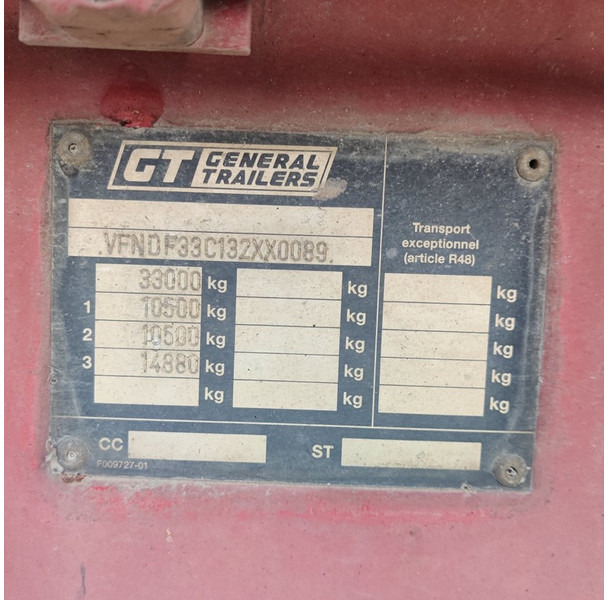 GT GENERAL
TRAILERS
Transport
exceptionnel
(article R48)
.VFNDF33C132XX0089.
33000 kg kg kg
1 10500 kg kg kg
2 10500 kg kg kg
3 14880 kg kg kg
kg kg kg
CC ST
F009727-01